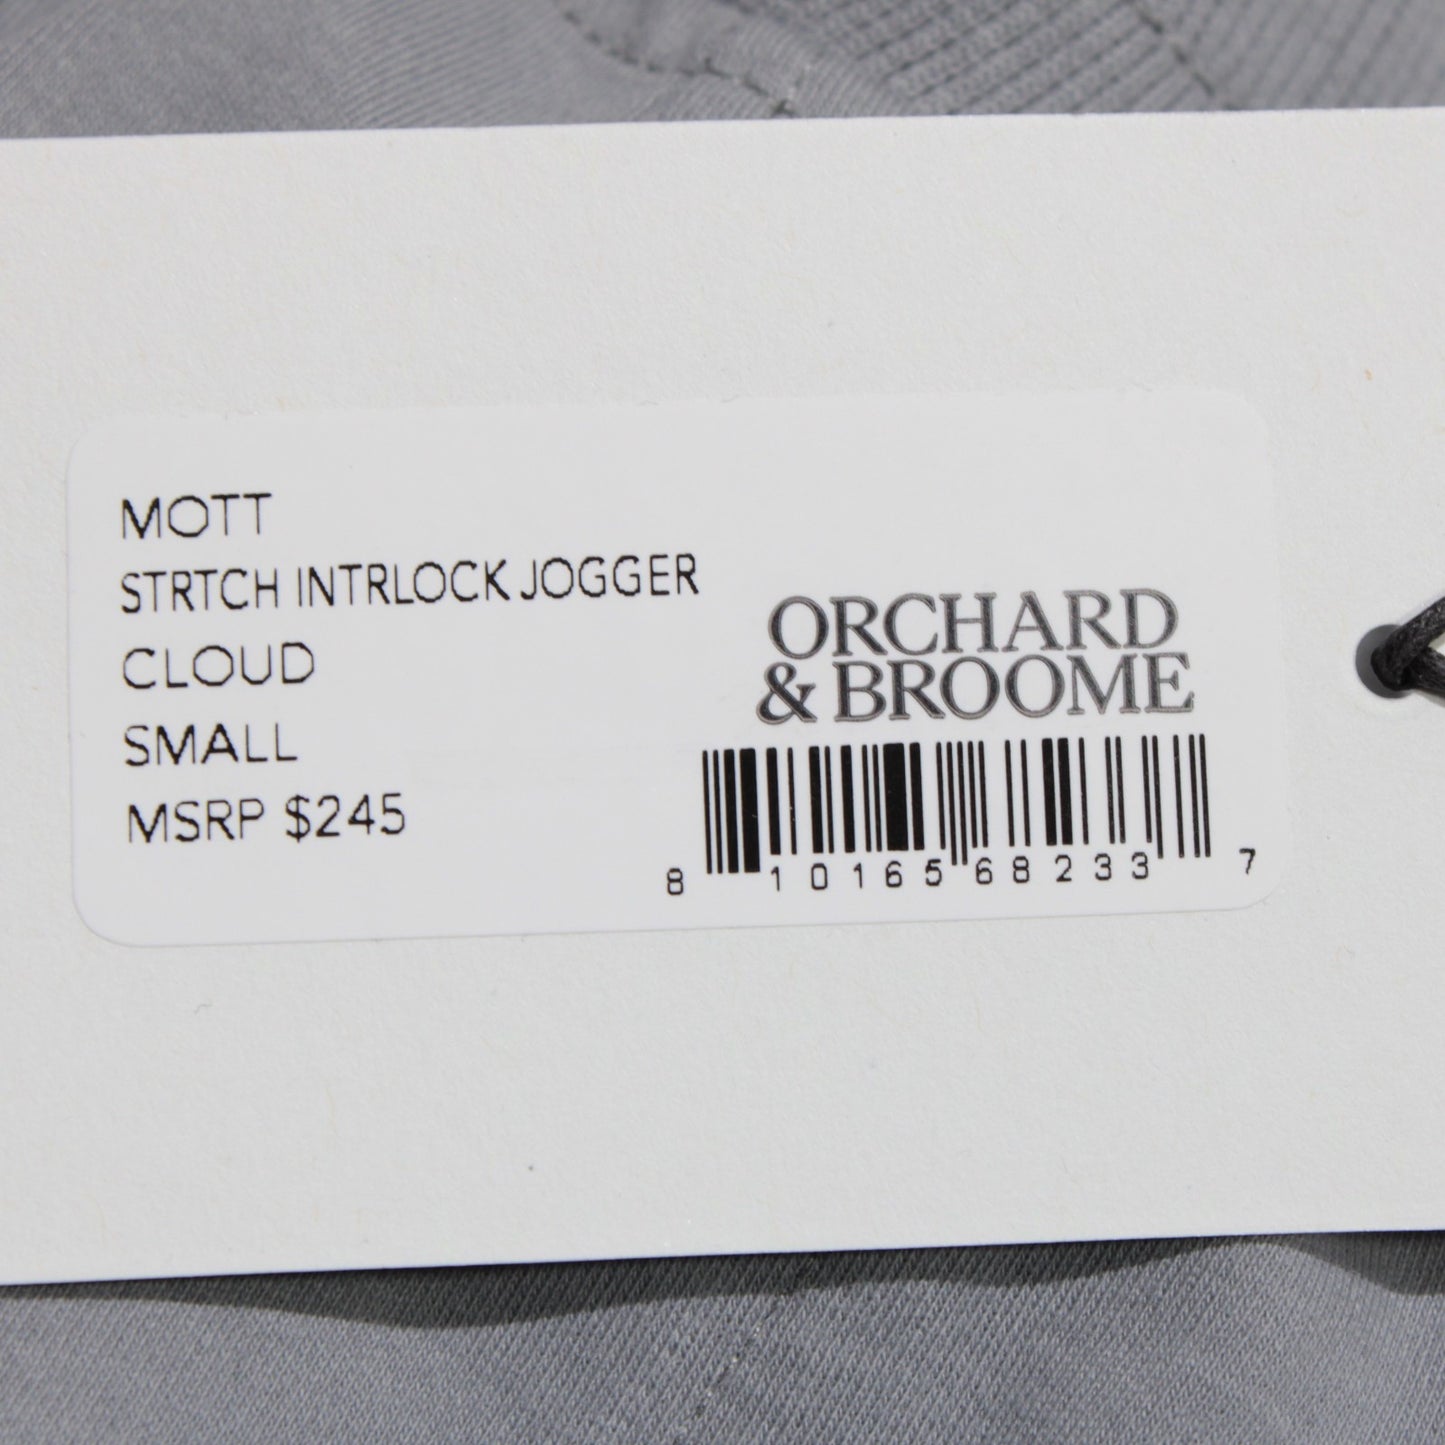 MOTT
STRTCH INTRLOCK JOGGER
CLOUD
SMALL
MSRP $245
ORCHARD
& BROOME
8 10165 68233 7